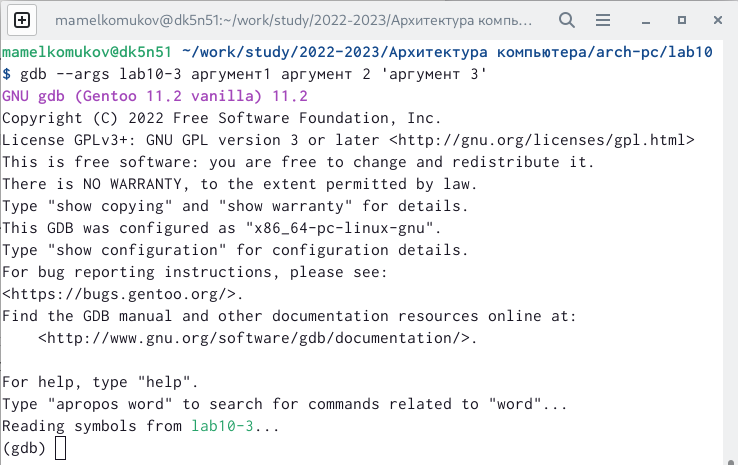 mamelkomukov@dk5n51:~/work/study/2022-2023/Архитектура компь...
mamelkomukov@dk5n51 ~/work/study/2022-2023/Архитектура компьютера/arch-pc/lab10
$ gdb --args lab10-3 аргумент1 аргумент 2 'аргумент 3'
GNU gdb (Gentoo 11.2 vanilla) 11.2
Copyright (C) 2022 Free Software Foundation, Inc.
License GPLv3+: GNU GPL version 3 or later <http://gnu.org/licenses/gpl.html>
This is free software: you are free to change and redistribute it.
There is NO WARRANTY, to the extent permitted by law.
Type "show copying" and "show warranty" for details.
This GDB was configured as "x86_64-pc-linux-gnu".
Type "show configuration" for configuration details.
For bug reporting instructions, please see:
<https://bugs.gentoo.org/>.
Find the GDB manual and other documentation resources online at:
    <http://www.gnu.org/software/gdb/documentation/>.

For help, type "help".
Type "apropos word" to search for commands related to "word"...
Reading symbols from lab10-3...
(gdb)